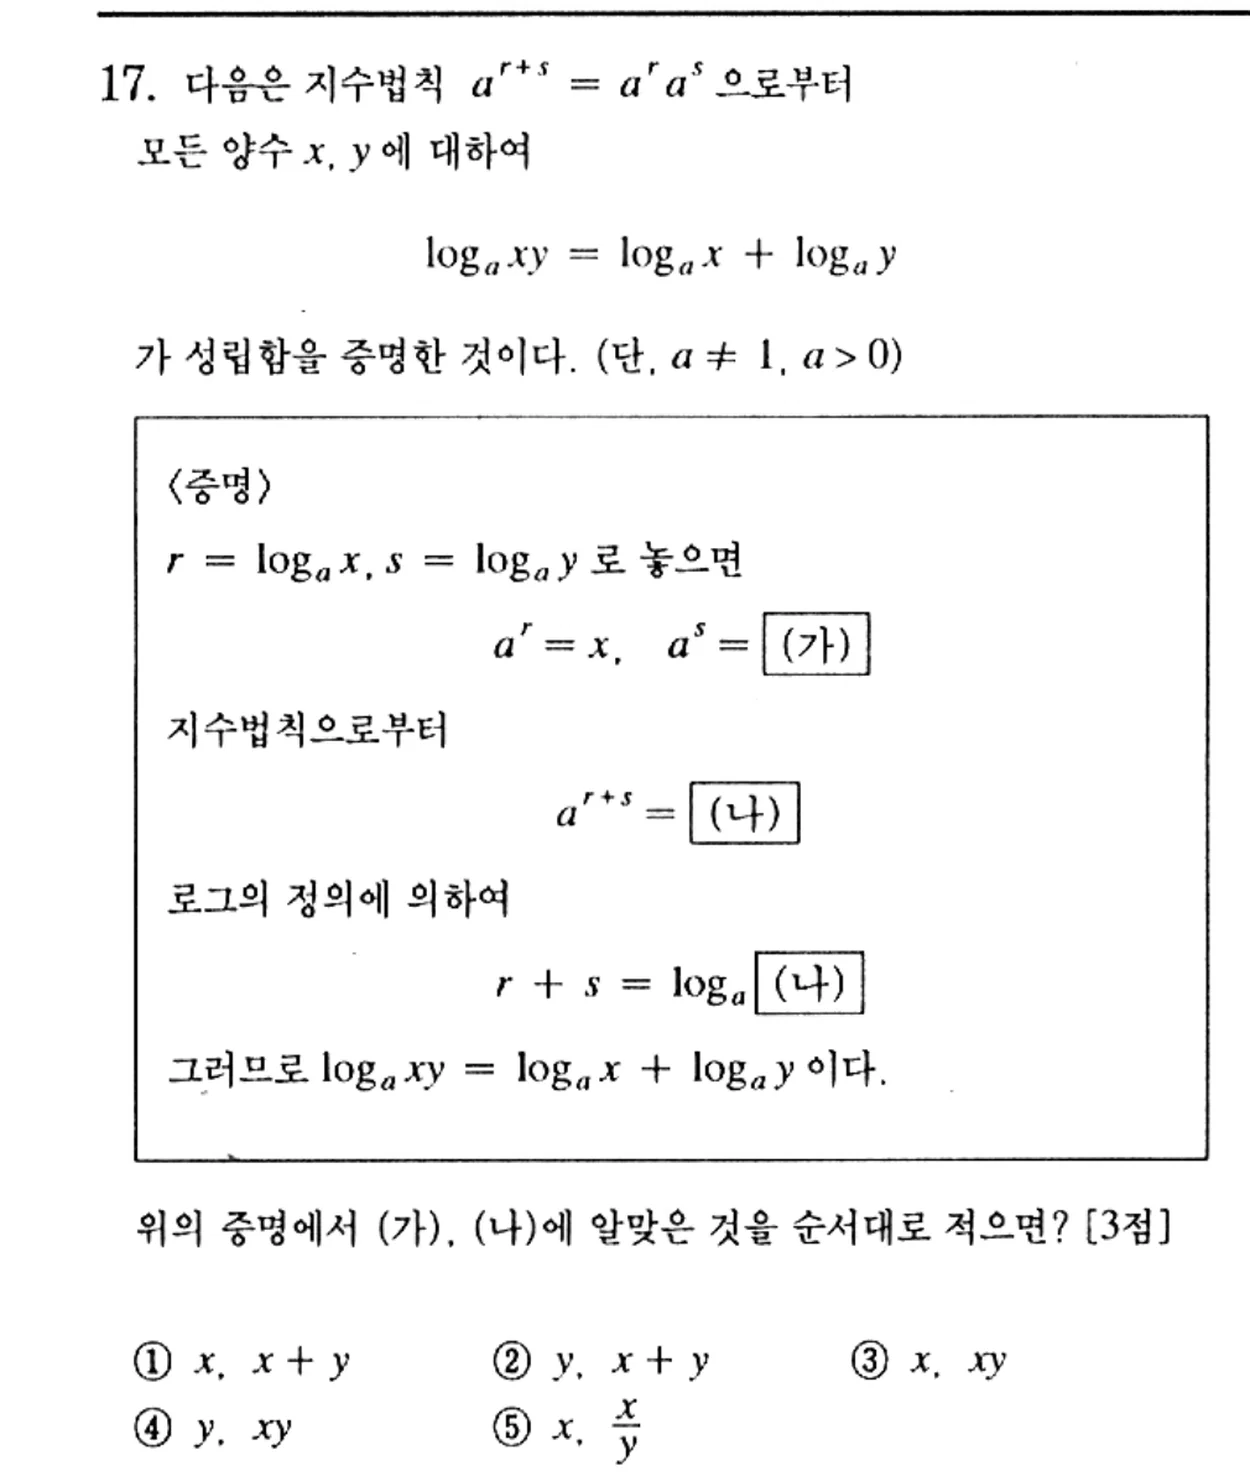 17. 다음은 지수법칙 a^{r+s} = a^r a^s 으로부터
모든 양수 x, y에 대하여
log_a xy = log_a x + log_a y
가 성립함을 증명한 것이다. (단, a ≠ 1, a > 0)
〈증명〉
r = log_a x, s = log_a y 로 놓으면
a^r = x, a^s = (가)
지수법칙으로부터
a^{r+s} = (나)
로그의 정의에 의하여
r + s = log_a (나)
그러므로 log_a xy = log_a x + log_a y 이다.
위의 증명에서 (가), (나)에 알맞은 것을 순서대로 적으면? [3점]
① x, x + y ② y, x + y ③ x, xy
④ y, xy ⑤ x, x/y